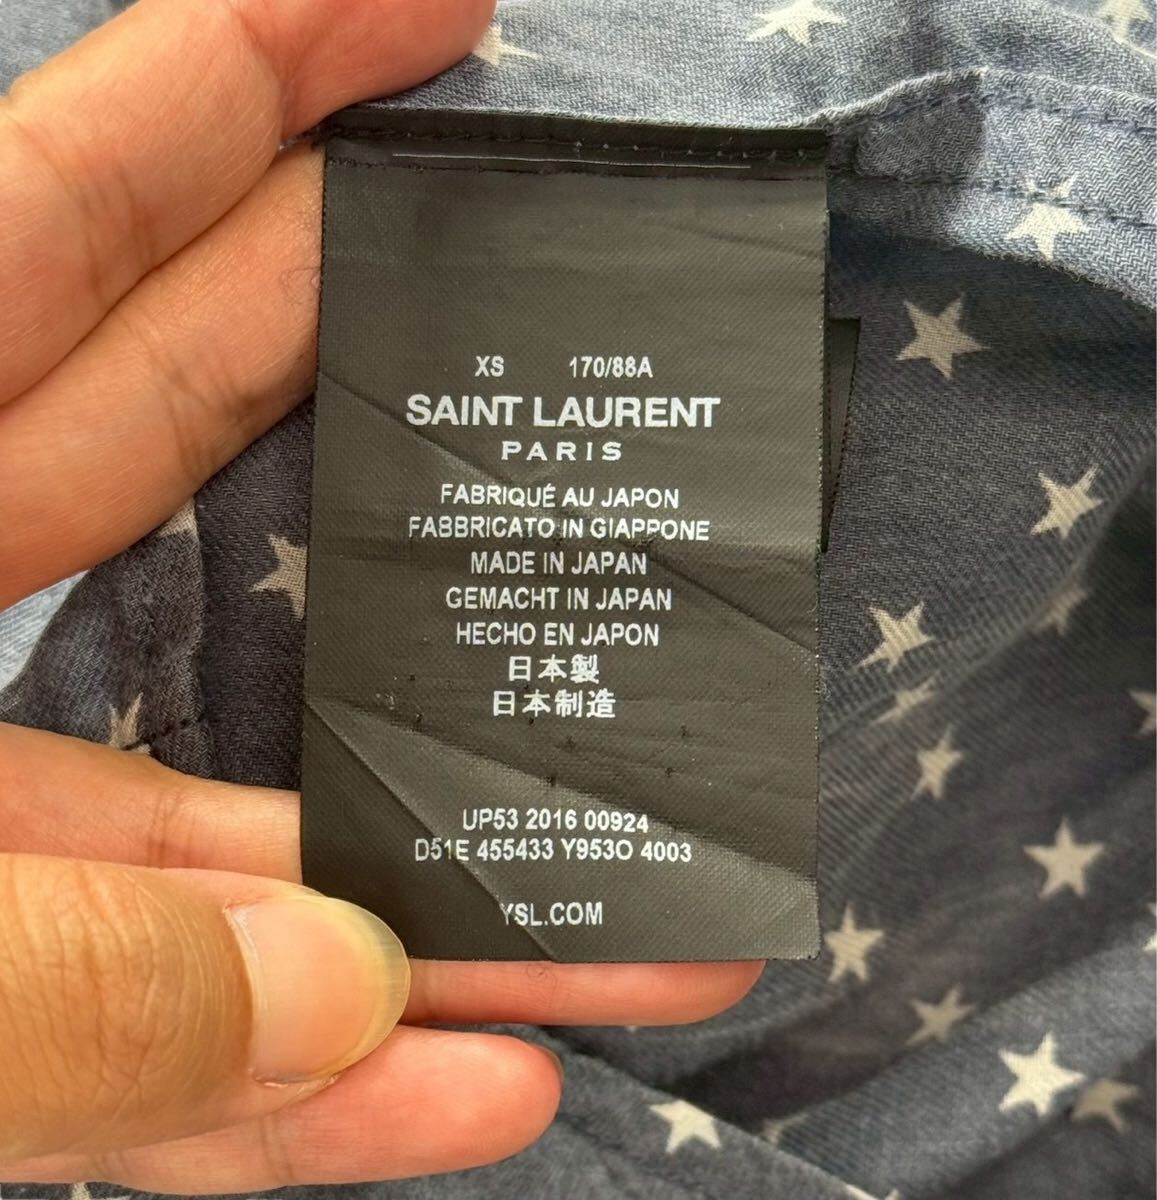 XS 170/88A
SAINT LAURENT
PARIS
FABRIQUÉ AU JAPON
FABBRICATO IN GIAPPONE
MADE IN JAPAN
GEMACHT IN JAPAN
HECHO EN JAPON
日本製
日本制造
UP53 2016 00924
D51E 455433 Y953O 4003
YSL.COM